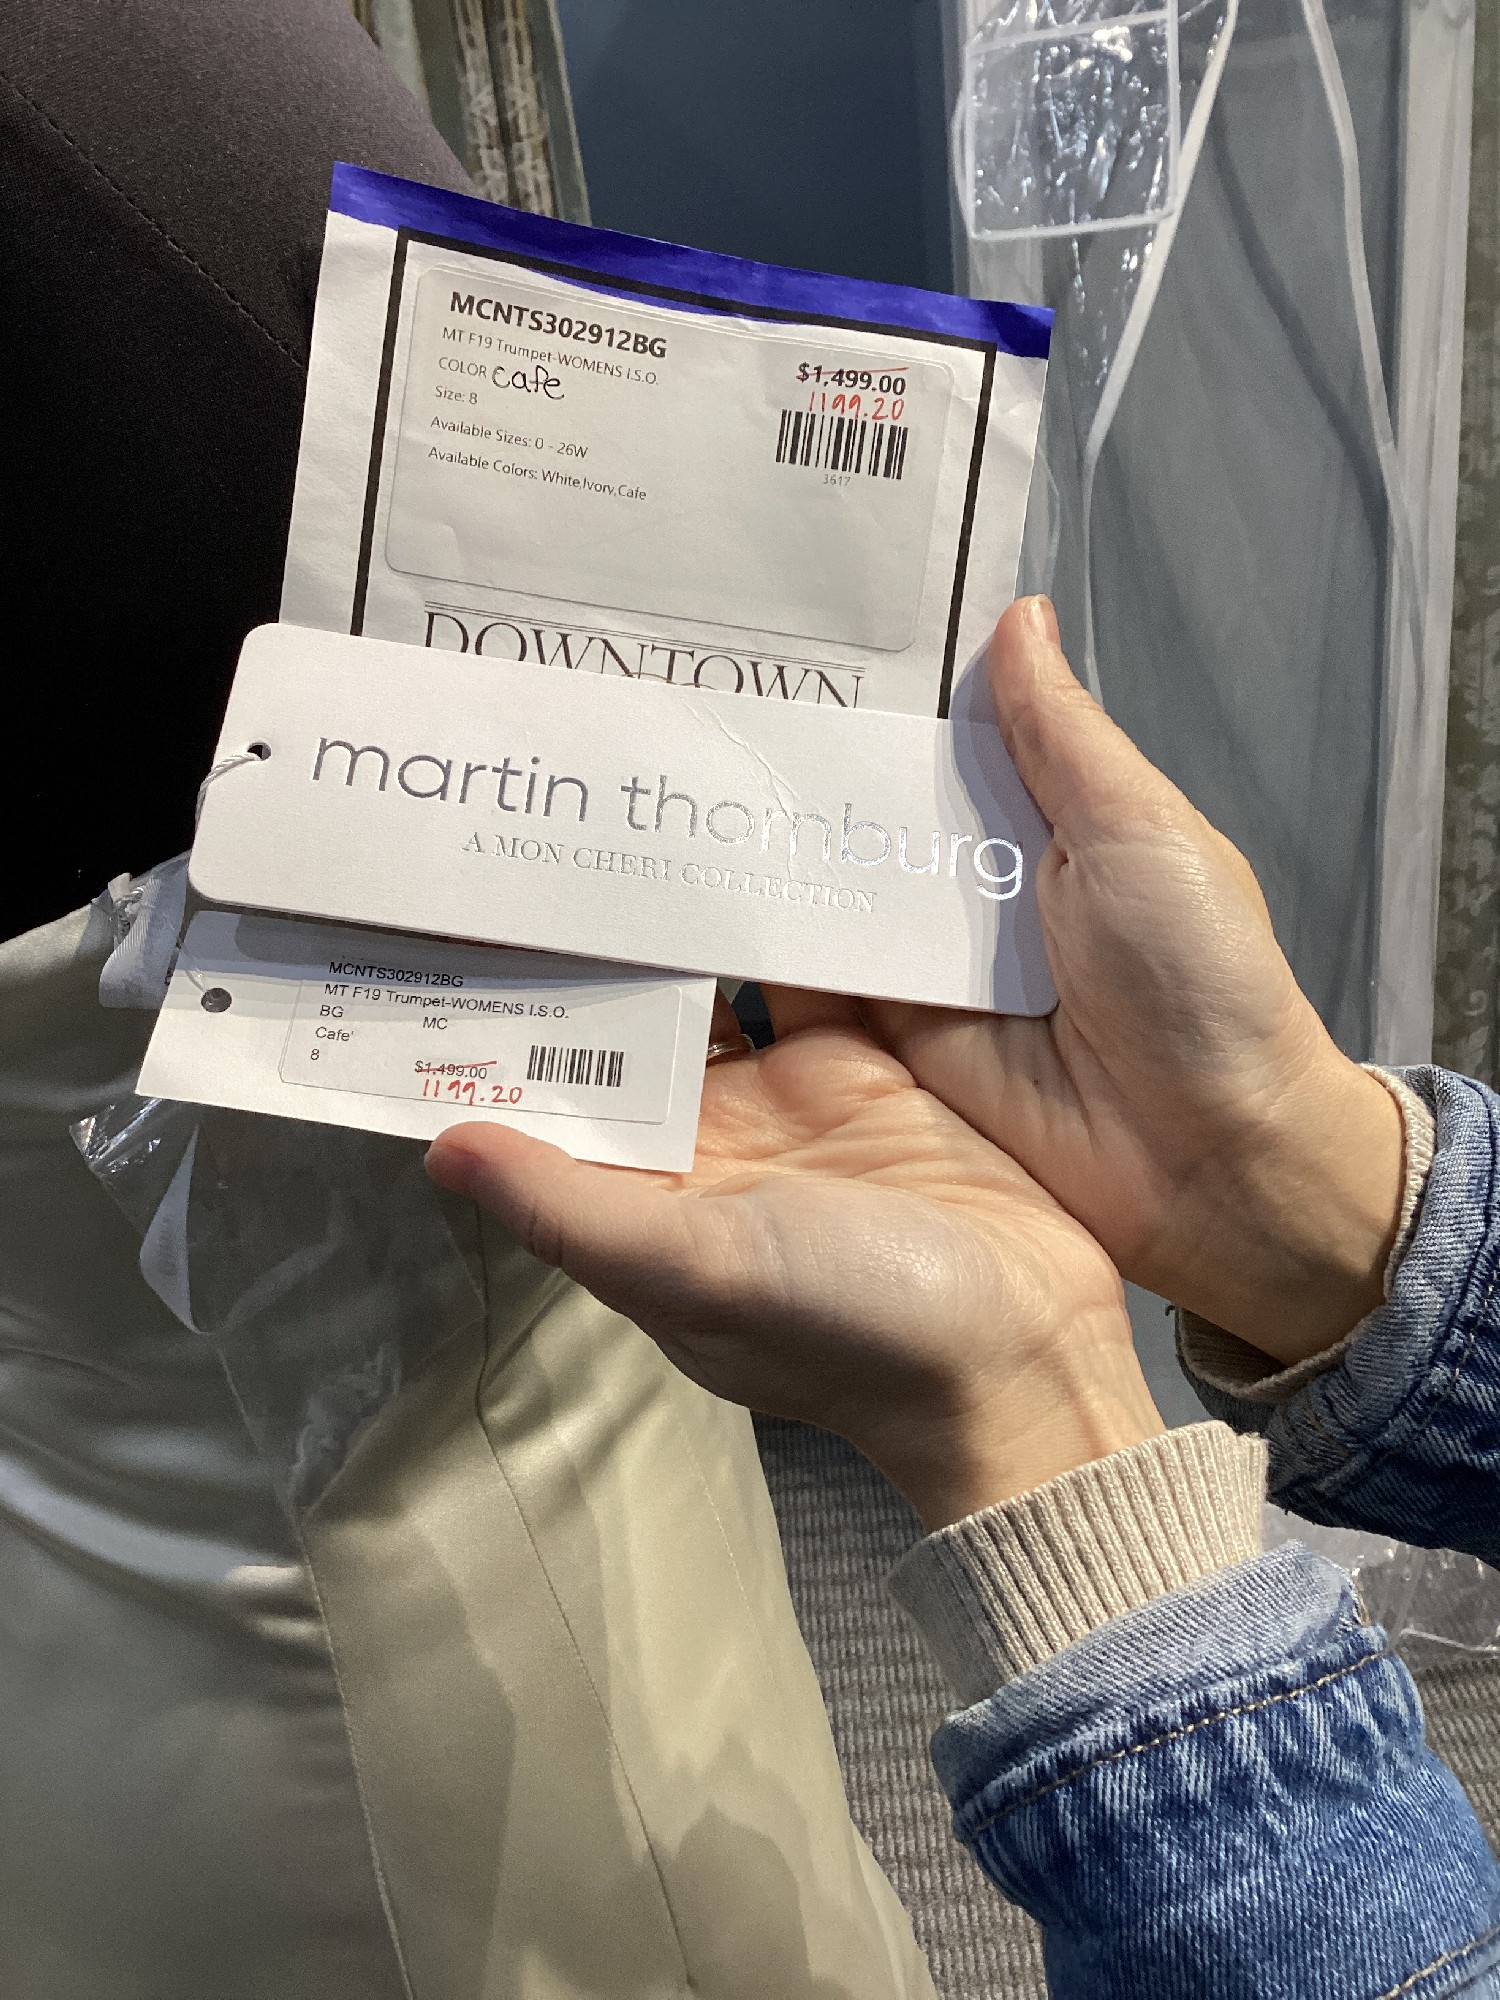 MCNTS302912BG
MT F19 Trumpet-WOMENS I.S.O.
COLOR cafe
Size: 8
Available Sizes: 0 - 26W
Available Colors: White,Ivory,Cafe
$1,499.00
1199.20
3617
DOWNTOWN
martin thornburg
A MON CHERI COLLECTION
MCNTS302912BG
MT F19 Trumpet-WOMENS I.S.O.
BG MC
Cafe'
8
$1,499.00
1199.20